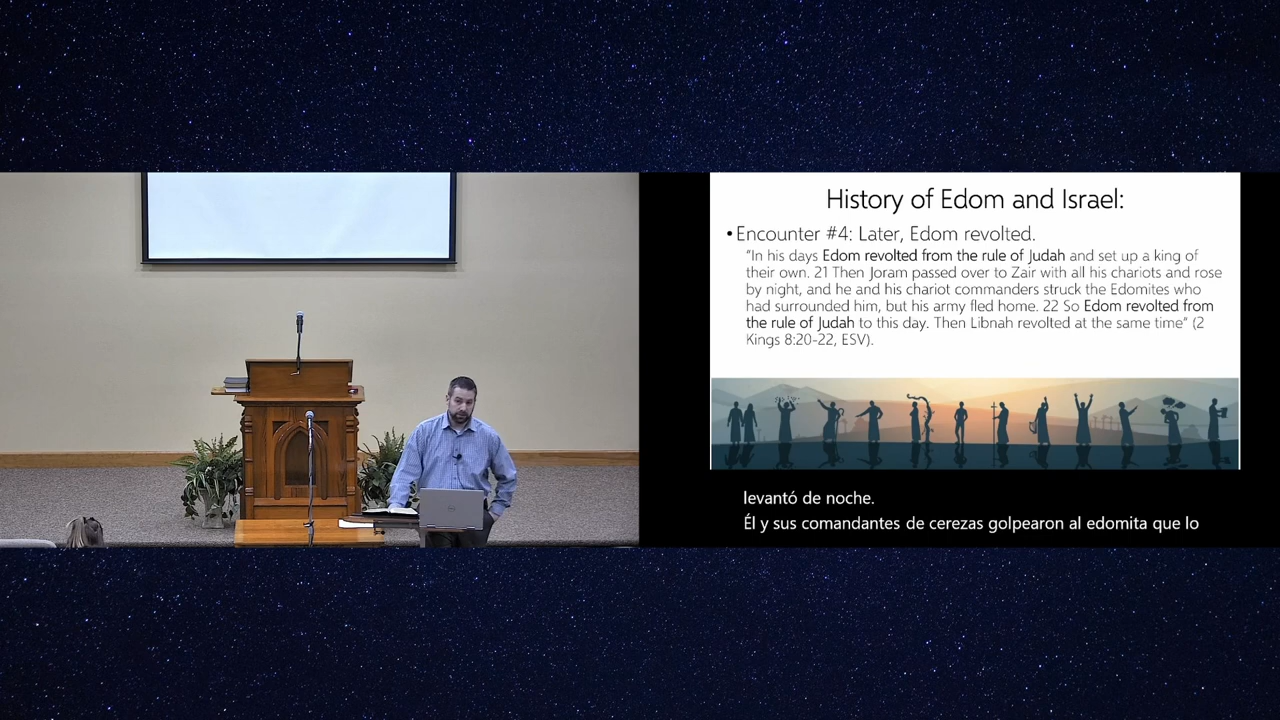 History of Edom and Israel:
•Encounter #4: Later, Edom revolted.
“In his days Edom revolted from the rule of Judah and set up a king of
their own. 21 Then Joram passed over to Zair with all his chariots and rose
by night, and he and his chariot commanders struck the Edomites who
had surrounded him, but his army fled home. 22 So Edom revolted from
the rule of Judah to this day. Then Libnah revolted at the same time” (2
Kings 8:20-22, ESV).
levantó de noche.
Él y sus comandantes de cerezas golpearon al edomita que lo